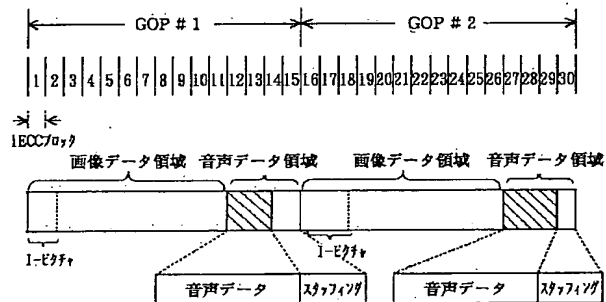 GOP # 1 GOP # 2
1 2 3 4 5 6 7 8 9 10 11 12 13 14 15 16 17 18 19 20 21 22 23 24 25 26 27 28 29 30
1ECCブロック
画像データ領域 音声データ領域 画像データ領域 音声データ領域
I-ピクチャ I-ピクチャ
音声データ スタッフィング 音声データ スタッフィング